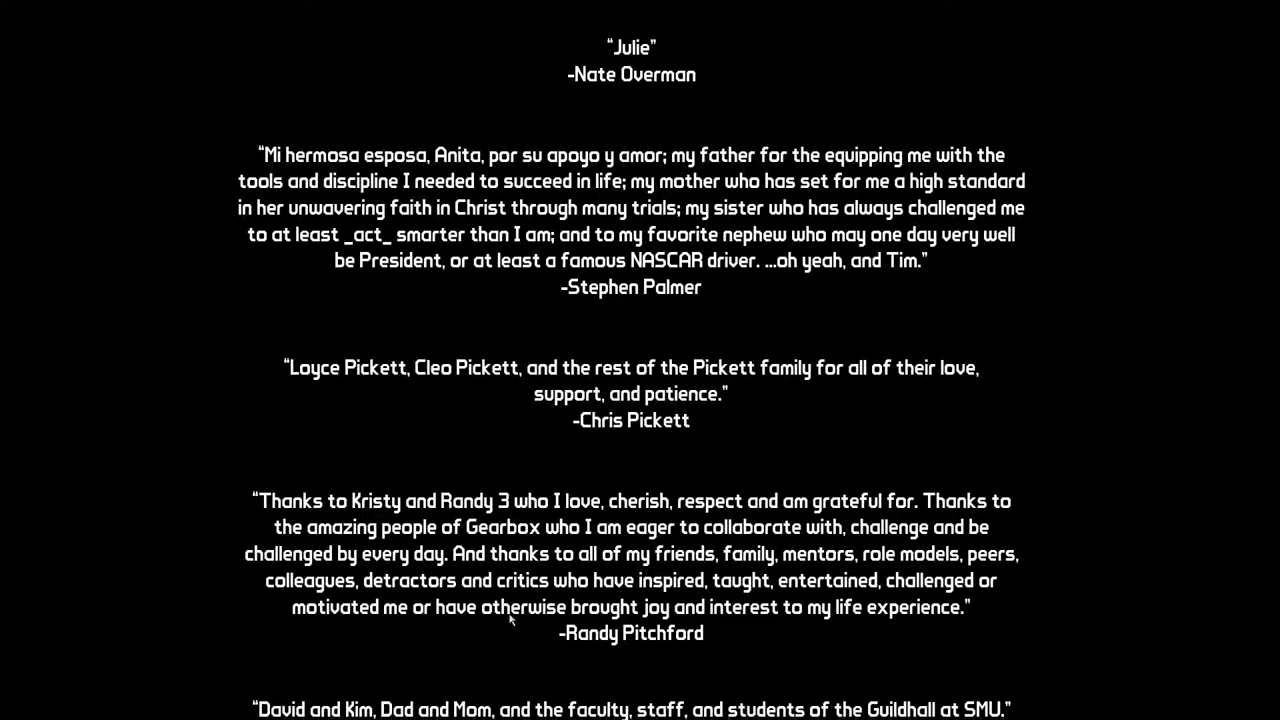 “Julie”
-Nate Overman
“Mi hermosa esposa, Anita, por su apoyo y amor; my father for the equipping me with the
tools and discipline I needed to succeed in life; my mother who has set for me a high standard
in her unwavering faith in Christ through many trials; my sister who has always challenged me
to at least _act_ smarter than I am; and to my favorite nephew who may one day very well
be President, or at least a famous NASCAR driver. ...oh yeah, and Tim.”
-Stephen Palmer
“Loyce Pickett, Cleo Pickett, and the rest of the Pickett family for all of their love,
support, and patience.”
-Chris Pickett
“Thanks to Kristy and Randy 3 who I love, cherish, respect and am grateful for. Thanks to
the amazing people of Gearbox who I am eager to collaborate with, challenge and be
challenged by every day. And thanks to all of my friends, family, mentors, role models, peers,
colleagues, detractors and critics who have inspired, taught, entertained, challenged or
motivated me or have otherwise brought joy and interest to my life experience.”
-Randy Pitchford
“David and Kim, Dad and Mom, and the faculty, staff, and students of the Guildhall at SMU.”